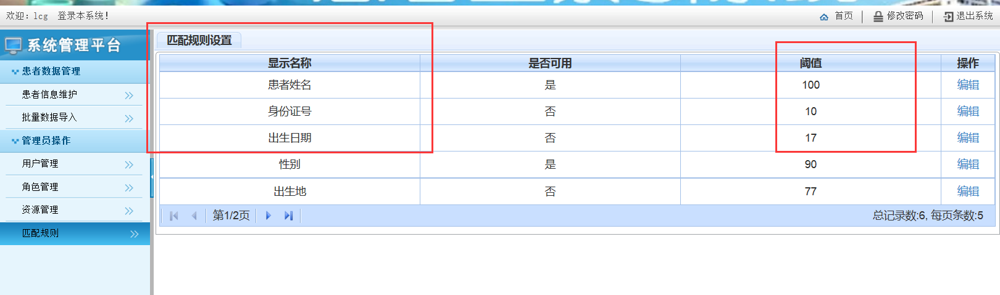 欢迎：lcg 登录本系统！
首页 修改密码 退出系统
系统管理平台
患者数据管理
患者信息维护
批量数据导入
管理员操作
用户管理
角色管理
资源管理
匹配规则
匹配规则设置
显示名称 是否可用 阈值 操作
患者姓名 是 100 编辑
身份证号 否 10 编辑
出生日期 否 17 编辑
性别 是 90 编辑
出生地 否 77 编辑
第1/2页 总记录数:6, 每页条数:5